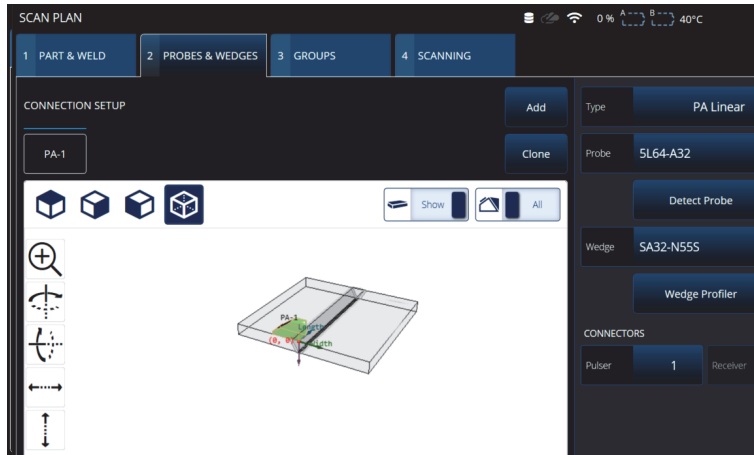 SCAN PLAN
0 % A B 40°C
1 PART & WELD
2 PROBES & WEDGES
3 GROUPS
4 SCANNING
CONNECTION SETUP
Add
PA-1
Clone
Show
All
PA-1
Length
(0, 0)
Width
Type PA Linear
Probe 5L64-A32
Detect Probe
Wedge SA32-N55S
Wedge Profiler
CONNECTORS
Pulser 1 Receiver